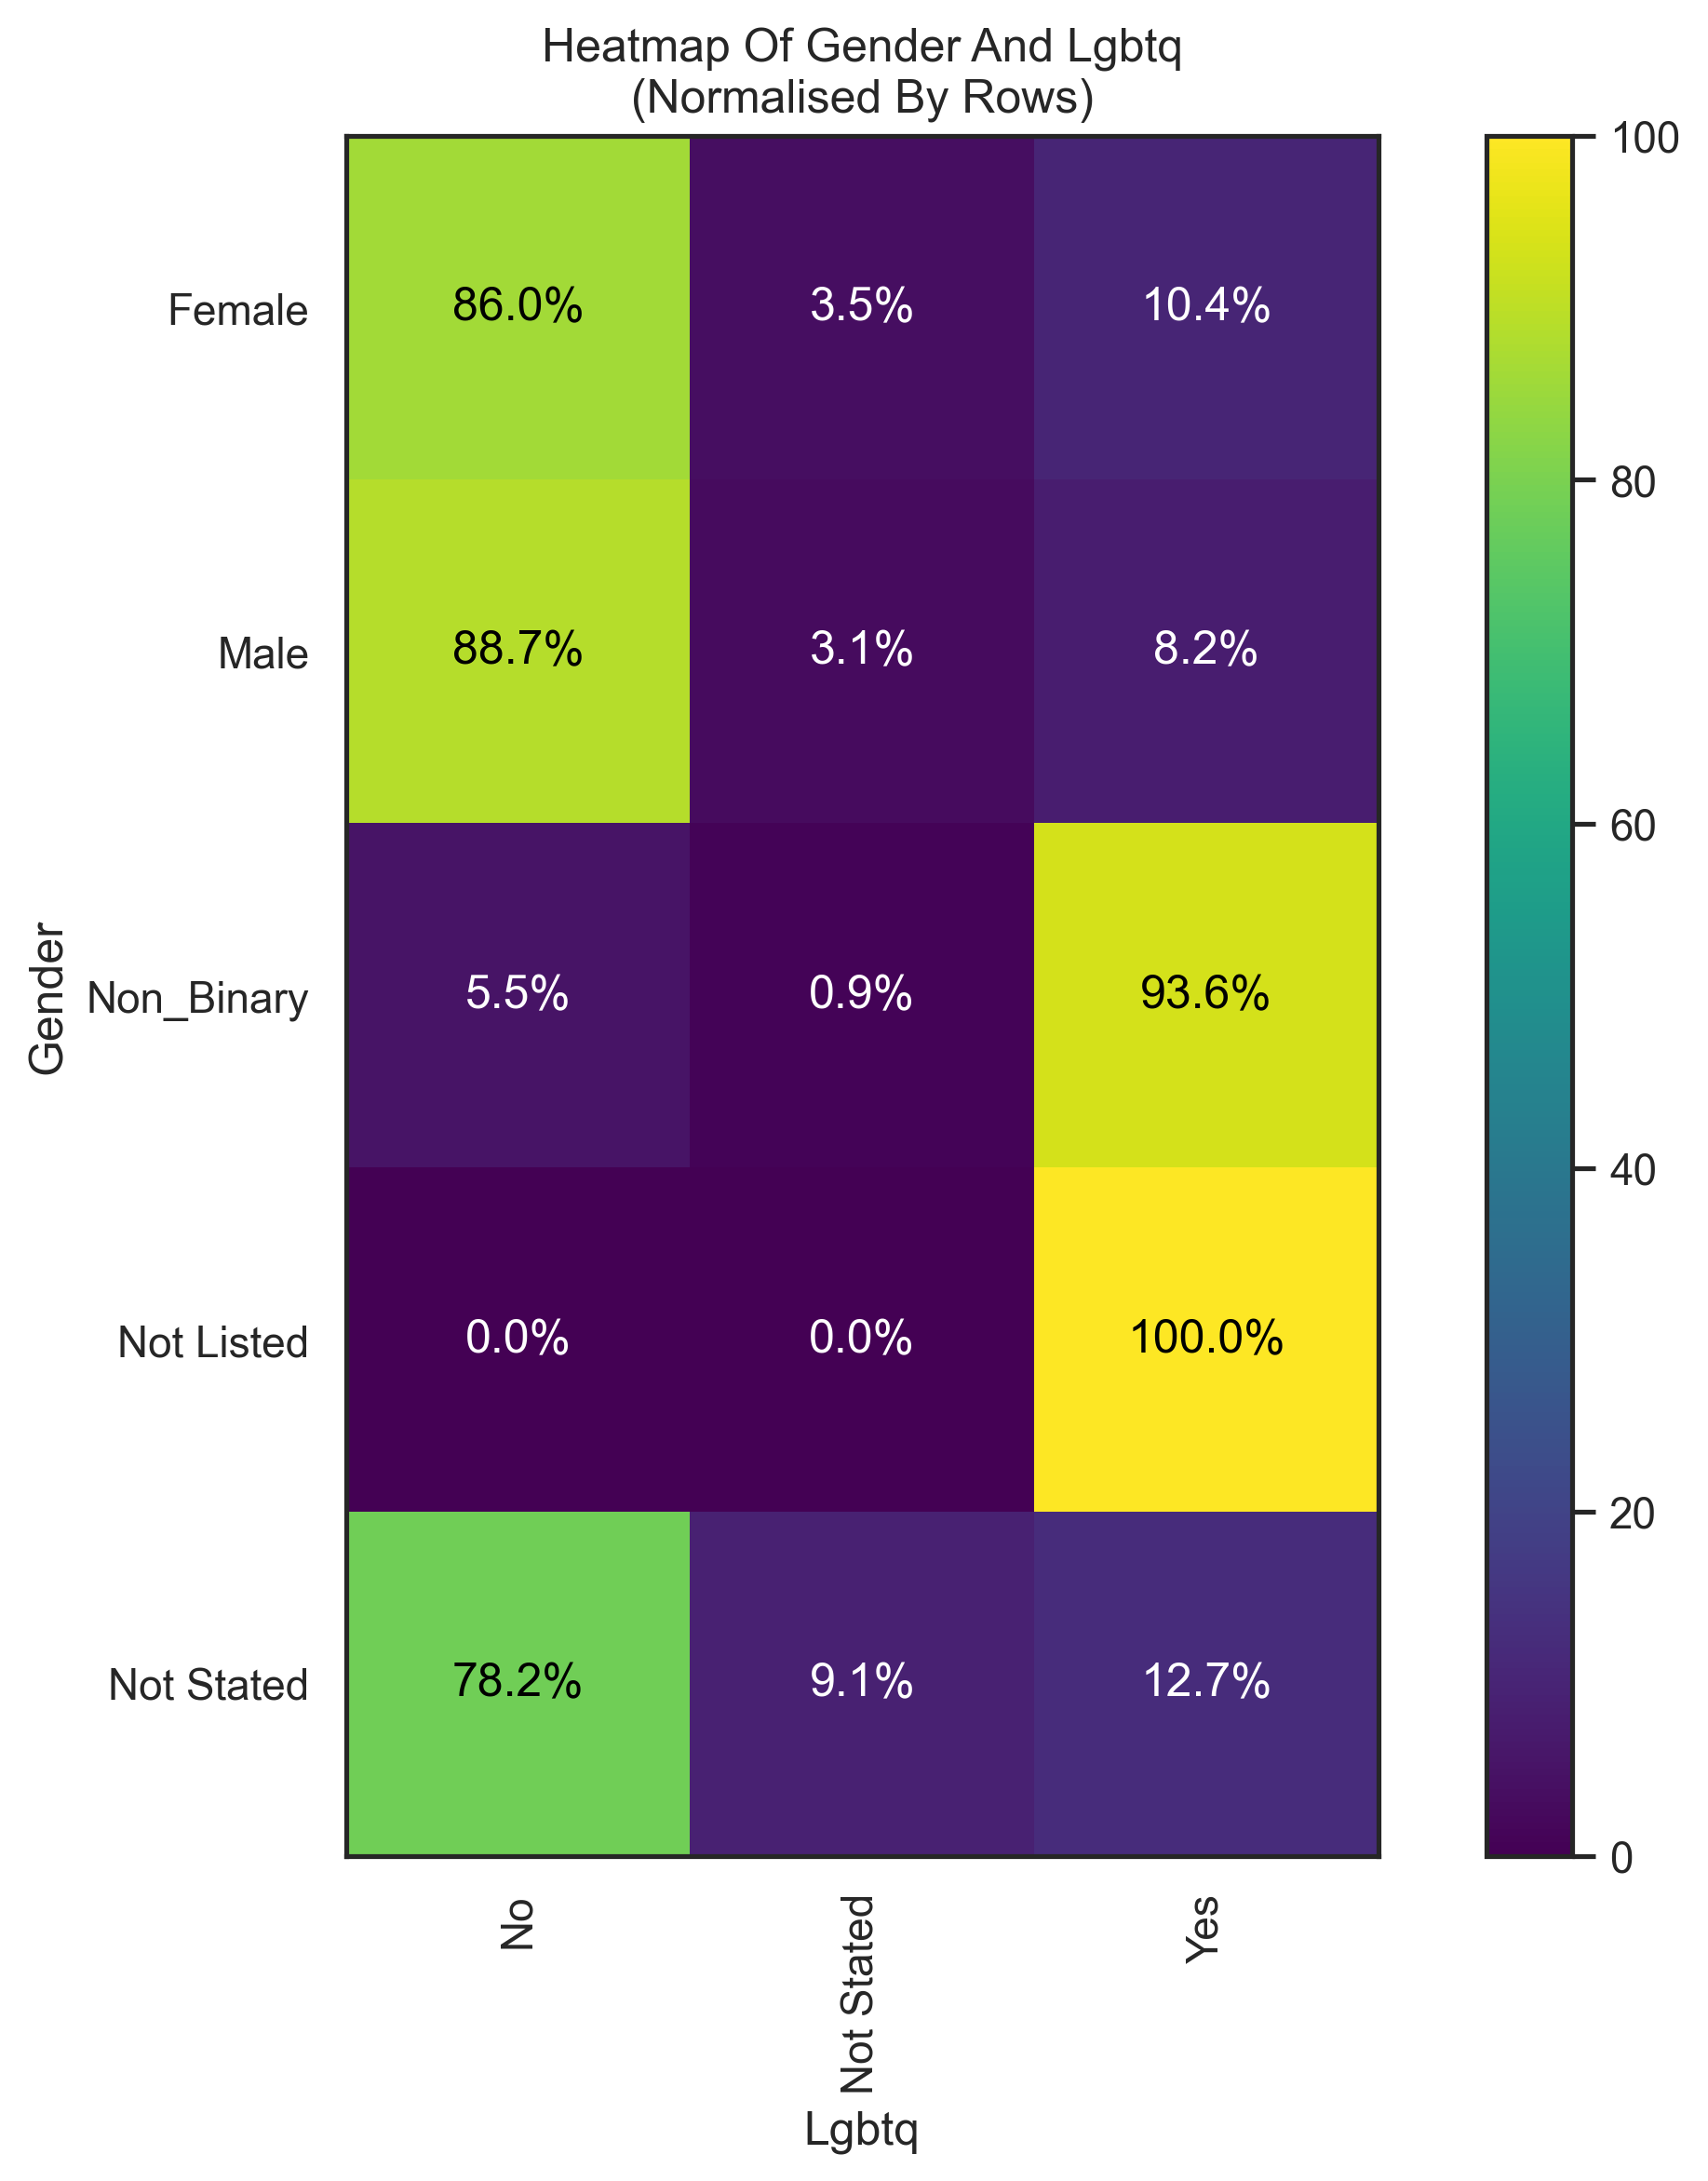 Heatmap Of Gender And Lgbtq
(Normalised By Rows)
Gender
Female
86.0%
3.5%
10.4%
Male
88.7%
3.1%
8.2%
Non_Binary
5.5%
0.9%
93.6%
Not Listed
0.0%
0.0%
100.0%
Not Stated
78.2%
9.1%
12.7%
No
Not Stated
Yes
Lgbtq
100
80
60
40
20
0